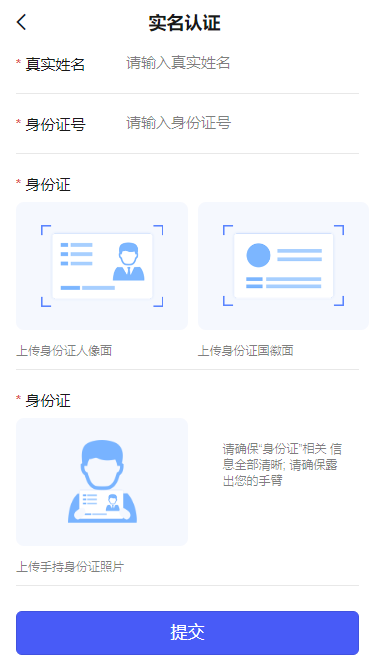 实名认证
* 真实姓名 请输入真实姓名
* 身份证号 请输入身份证号
* 身份证
上传身份证人像面 上传身份证国徽面
* 身份证
请确保“身份证”相关 信
息全部清晰; 请确保露
出您的手臂
上传手持身份证照片
提交